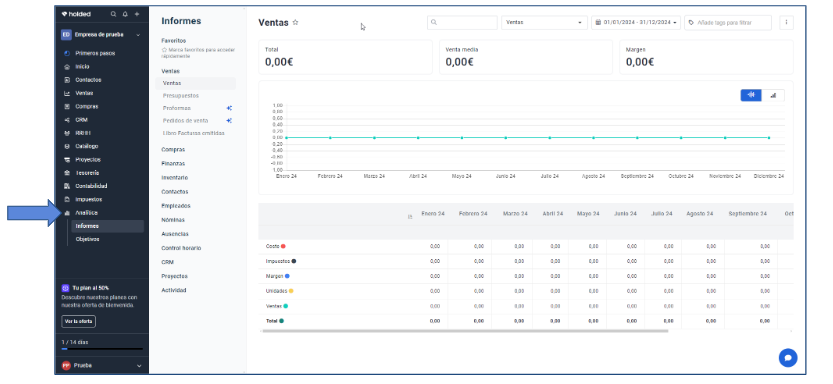 holded
ED Empresa de prueba
Primeros pasos
Inicio
Contactos
Ventas
Compras
CRM
RRHH
Catálogo
Proyectos
Tesorería
Contabilidad
Impuestos
Analítica
Informes
Objetivos
Tu plan al 50%
Descubre nuestros planes con
nuestra oferta de bienvenida.
Ver la oferta
1 / 14 días
PP Prueba
Informes
Favoritos
Marca favoritos para acceder
rápidamente
Ventas
Ventas
Presupuestos
Proformas
Pedidos de venta
Libro Facturas emitidas
Compras
Finanzas
Inventario
Contactos
Empleados
Nóminas
Ausencias
Control horario
CRM
Proyectos
Actividad
Ventas
Ventas
01/01/2024 - 31/12/2024
Añade tags para filtrar
Total
0,00€
Venta media
0,00€
Margen
0,00€
1.00
0.80
0.60
0.40
0.20
0.00
-0.20
-0.40
-0.60
-0.80
-1.00
Enero 24 Febrero 24 Marzo 24 Abril 24 Mayo 24 Junio 24 Julio 24 Agosto 24 Septiembre 24 Octubre 24 Noviembre 24 Diciembre 24
Enero 24 Febrero 24 Marzo 24 Abril 24 Mayo 24 Junio 24 Julio 24 Agosto 24 Septiembre 24 Oct
Costo 0,00 0,00 0,00 0,00 0,00 0,00 0,00 0,00 0,00
Impuestos 0,00 0,00 0,00 0,00 0,00 0,00 0,00 0,00 0,00
Margen 0,00 0,00 0,00 0,00 0,00 0,00 0,00 0,00 0,00
Unidades 0,00 0,00 0,00 0,00 0,00 0,00 0,00 0,00 0,00
Ventas 0,00 0,00 0,00 0,00 0,00 0,00 0,00 0,00 0,00
Total 0,00 0,00 0,00 0,00 0,00 0,00 0,00 0,00 0,00